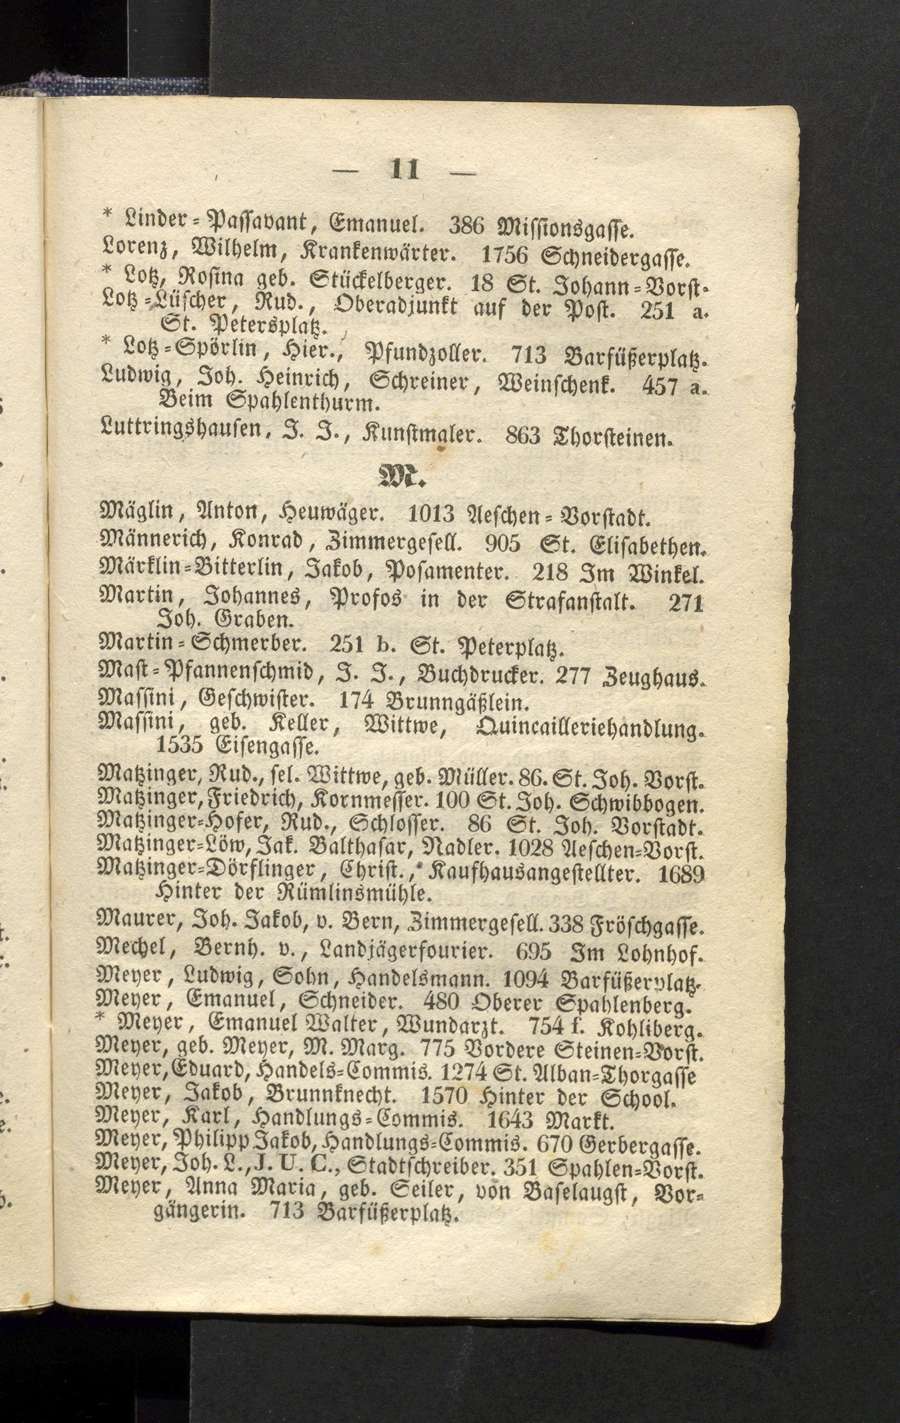 — 11 —
* Linder-Passavant, Emanuel. 386 Missionsgasse.
Lorenz, Wilhelm, Krankenwärter. 1756 Schneidergasse.
* Lotz, Rosina geb. Stückelberger. 18 St. Johann-Vorst.
Lotz-Lüscher, Rud., Oberadjunkt auf der Post. 251 a.
St. Petersplatz.
* Lotz-Spörlin, Hier., Pfundzoller. 713 Barfüßerplatz.
Ludwig, Joh. Heinrich, Schreiner, Weinschenk. 457 a.
Beim Spahlenthurm.
Luttringshausen, J. J., Kunstmaler. 863 Thorsteinen.
M.
Mäglin, Anton, Heuwäger. 1013 Aeschen-Vorstadt.
Männerich, Konrad, Zimmergesell. 905 St. Elisabethen.
Märklin-Bitterlin, Jakob, Posamenter. 218 Im Winkel.
Martin, Johannes, Profos in der Strafanstalt. 271
Joh. Graben.
Martin-Schmerber. 251 b. St. Peterplatz.
Mast-Pfannenschmid, J. J., Buchdrucker. 277 Zeughaus.
Massini, Geschwister. 174 Brunngäßlein.
Massini, geb. Keller, Wittwe, Quincailleriehandlung.
1535 Eisengasse.
Matzinger, Rud., sel. Wittwe, geb. Müller. 86. St. Joh. Vorst.
Matzinger, Friedrich, Kornmesser. 100 St. Joh. Schwibbogen.
Matzinger-Hofer, Rud., Schlosser. 86 St. Joh. Vorstadt.
Matzinger-Löw, Jak. Balthasar, Nadler. 1028 Aeschen-Vorst.
Matzinger-Dörflinger, Christ., Kaufhausangestellter. 1689
Hinter der Rümlinsmühle.
Maurer, Joh. Jakob, v. Bern, Zimmergesell. 338 Fröschgasse.
Mechel, Bernh. v., Landjägerfourier. 695 Im Lohnhof.
Meyer, Ludwig, Sohn, Handelsmann. 1094 Barfüßerplatz.
Meyer, Emanuel, Schneider. 480 Oberer Spahlenberg.
* Meyer, Emanuel Walter, Wundarzt. 754 f. Kohliberg.
Meyer, geb. Meyer, M. Marg. 775 Vordere Steinen-Vorst.
Meyer, Eduard, Handels-Commis. 1274 St. Alban-Thorgasse
Meyer, Jakob, Brunnknecht. 1570 Hinter der School.
Meyer, Karl, Handlungs-Commis. 1643 Markt.
Meyer, Philipp Jakob, Handlungs-Commis. 670 Gerbergasse.
Meyer, Joh. L., J. U. C., Stadtschreiber. 351 Spahlen-Vorst.
Meyer, Anna Maria, geb. Seiler, von Baselaugst, Vor-
gängerin. 713 Barfüßerplatz.